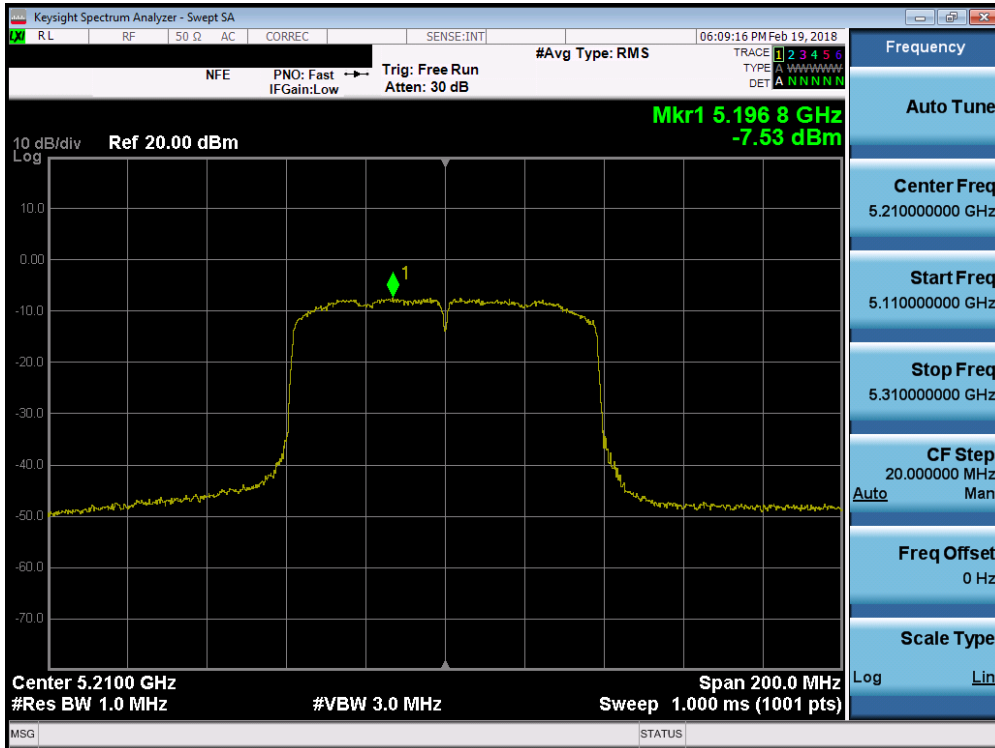 Keysight Spectrum Analyzer - Swept SA
LXI RL RF 50 Ω AC CORREC SENSE:INT 06:09:16 PM Feb 19, 2018
#Avg Type: RMS
TRACE 1 2 3 4 5 6
TYPE A WWWWW
DET A N N N N N
NFE
PNO: Fast
IFGain:Low
Trig: Free Run
Atten: 30 dB
Mkr1 5.196 8 GHz
-7.53 dBm
10 dB/div
Log
Ref 20.00 dBm
10.0
0.00
-10.0
-20.0
-30.0
-40.0
-50.0
-60.0
-70.0
1
Center 5.2100 GHz
Span 200.0 MHz
#Res BW 1.0 MHz
#VBW 3.0 MHz
Sweep 1.000 ms (1001 pts)
MSG
STATUS
Frequency
Auto Tune
Center Freq
5.210000000 GHz
Start Freq
5.110000000 GHz
Stop Freq
5.310000000 GHz
CF Step
20.000000 MHz
Auto Man
Freq Offset
0 Hz
Scale Type
Log Lin